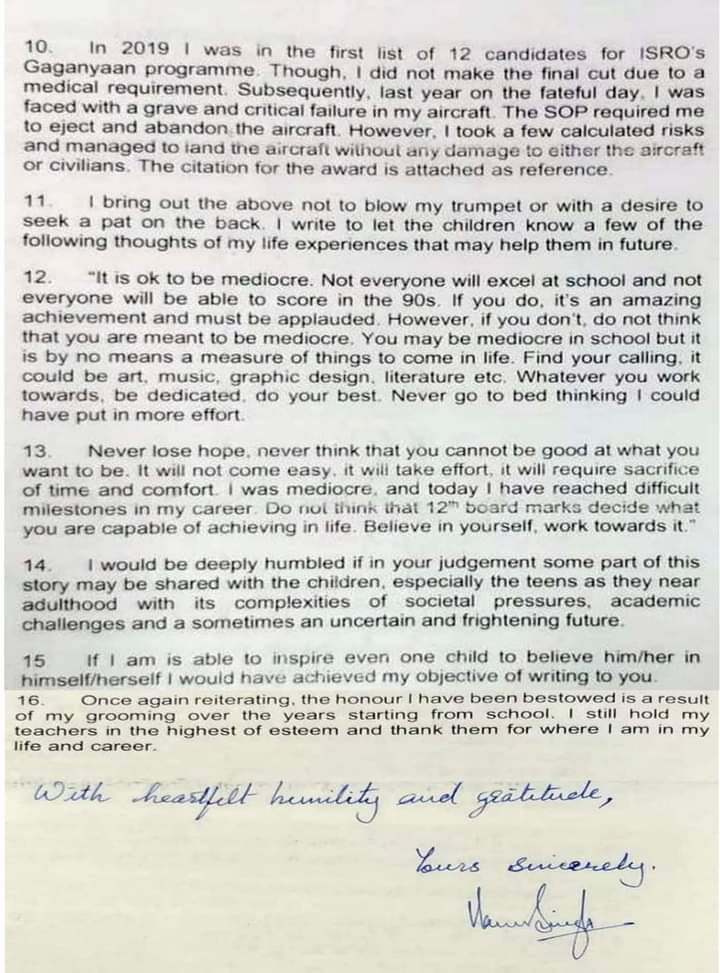 10. In 2019 I was in the first list of 12 candidates for ISRO's
Gaganyaan programme. Though, I did not make the final cut due to a
medical requirement. Subsequently, last year on the fateful day, I was
faced with a grave and critical failure in my aircraft. The SOP required me
to eject and abandon the aircraft. However, I took a few calculated risks
and managed to land the aircraft without any damage to either the aircraft
or civilians. The citation for the award is attached as reference.
11. I bring out the above not to blow my trumpet or with a desire to
seek a pat on the back. I write to let the children know a few of the
following thoughts of my life experiences that may help them in future.
12. "It is ok to be mediocre. Not everyone will excel at school and not
everyone will be able to score in the 90s. If you do, it's an amazing
achievement and must be applauded. However, if you don't, do not think
that you are meant to be mediocre. You may be mediocre in school but it
is by no means a measure of things to come in life. Find your calling, it
could be art, music, graphic design, literature etc. Whatever you work
towards, be dedicated, do your best. Never go to bed thinking I could
have put in more effort.
13. Never lose hope, never think that you cannot be good at what you
want to be. It will not come easy, it will take effort, it will require sacrifice
of time and comfort. I was mediocre, and today I have reached difficult
milestones in my career. Do not think that 12th board marks decide what
you are capable of achieving in life. Believe in yourself, work towards it."
14. I would be deeply humbled if in your judgement some part of this
story may be shared with the children, especially the teens as they near
adulthood with its complexities of societal pressures, academic
challenges and a sometimes an uncertain and frightening future.
15 If I am is able to inspire even one child to believe him/her in
himself/herself I would have achieved my objective of writing to you.
16. Once again reiterating, the honour I have been bestowed is a result
of my grooming over the years starting from school. I still hold my
teachers in the highest of esteem and thank them for where I am in my
life and career.
With heartfelt humility and gratitude,
Yours sincerely.
Singh